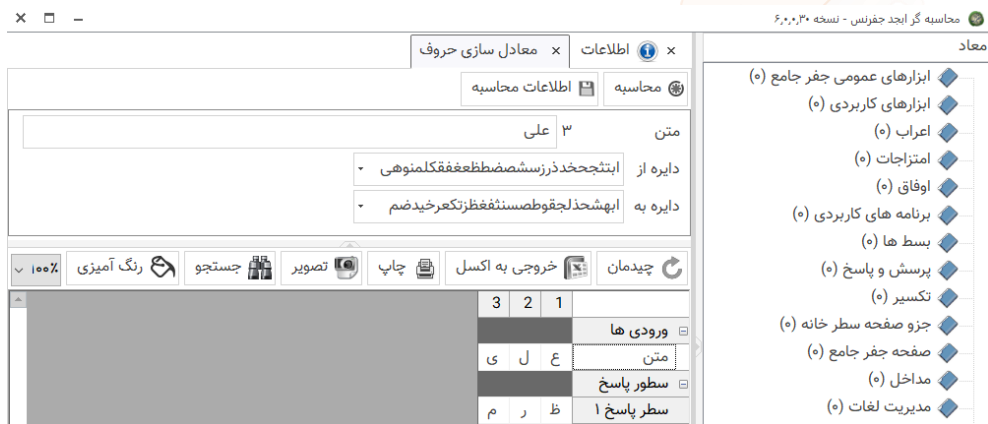 محاسبه گر ابجد جفرنس - نسخه ۶,۰,۰,۳۰
معاد
ابزارهای عمومی جفر جامع (۰)
ابزارهای کاربردی (۰)
اعراب (۰)
امتزاجات (۰)
اوفاق (۰)
برنامه های کاربردی (۰)
بسط ها (۰)
پرسش و پاسخ (۰)
تکسیر (۰)
جزو صفحه سطر خانه (۰)
صفحه جفر جامع (۰)
مداخل (۰)
مدیریت لغات (۰)
اطلاعات معادل سازی حروف
محاسبه اطلاعات محاسبه
متن ۳ علی
دایره از ابتثجحخدذرزسشصضطظعغفقکلمنوهی
دایره به ابهشحذلجقوطصسنثفغظزتکعرخیدضم
چیدمان خروجی به اکسل چاپ تصویر جستجو رنگ آمیزی ۱۰۰٪
1 2 3
ورودی ها
متن ع ل ی
سطور پاسخ
سطر پاسخ ۱ ظ ر م